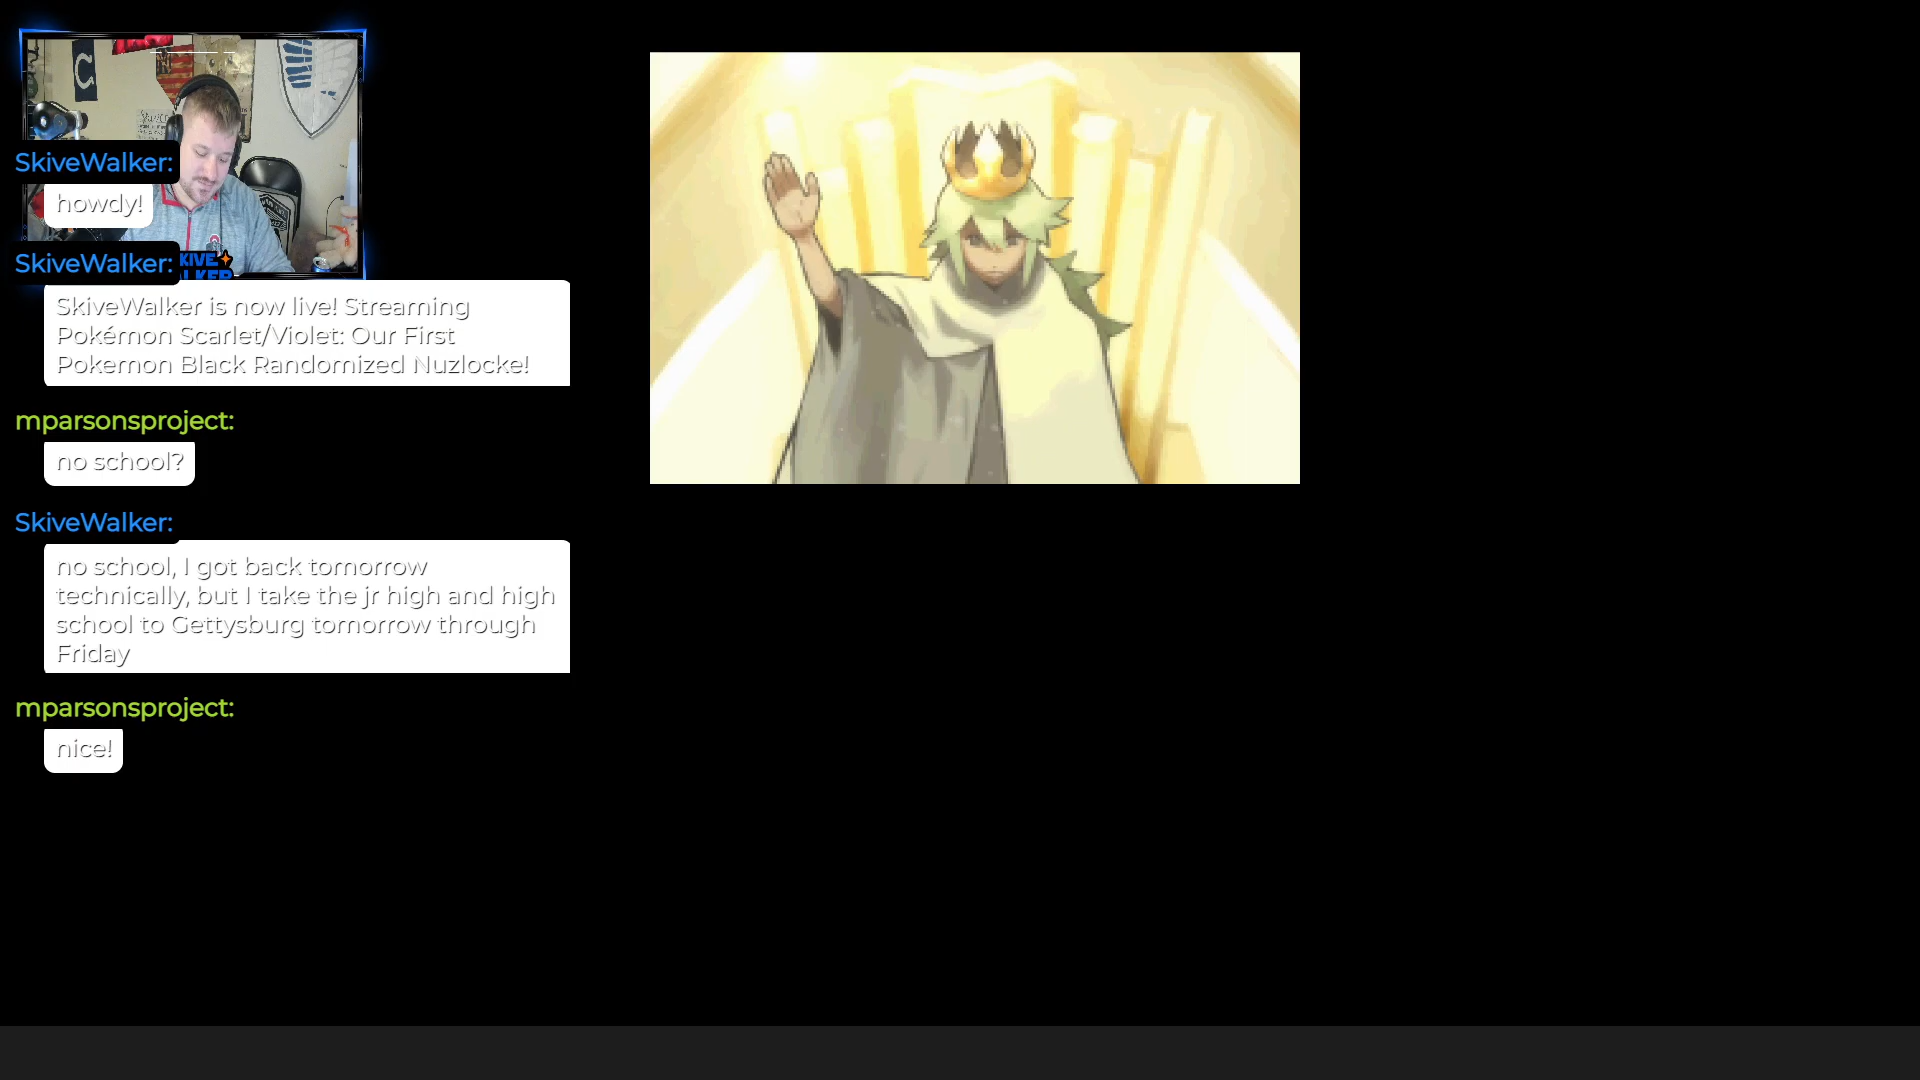 SkiveWalker:
howdy!
SkiveWalker:
SkiveWalker is now live! Streaming
Pokémon Scarlet/Violet: Our First
Pokemon Black Randomized Nuzlocke!
mparsonsproject:
no school?
SkiveWalker:
no school, I got back tomorrow
technically, but I take the jr high and high
school to Gettysburg tomorrow through
Friday
mparsonsproject:
nice!